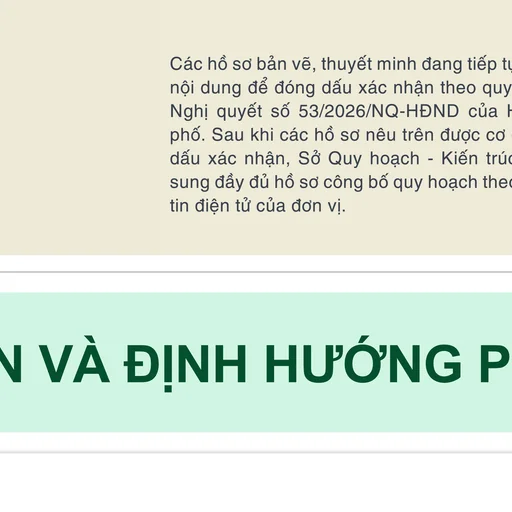 Các hồ sơ bản vẽ, thuyết minh đang tiếp
nội dung để đóng dấu xác nhận theo quy
Nghị quyết số 53/2026/NQ-HĐND của
phố. Sau khi các hồ sơ nêu trên được cơ
dấu xác nhận, Sở Quy hoạch - Kiến trúc
sung đầy đủ hồ sơ công bố quy hoạch theo
tin điện tử của đơn vị.
VÀ ĐỊNH HƯỚNG